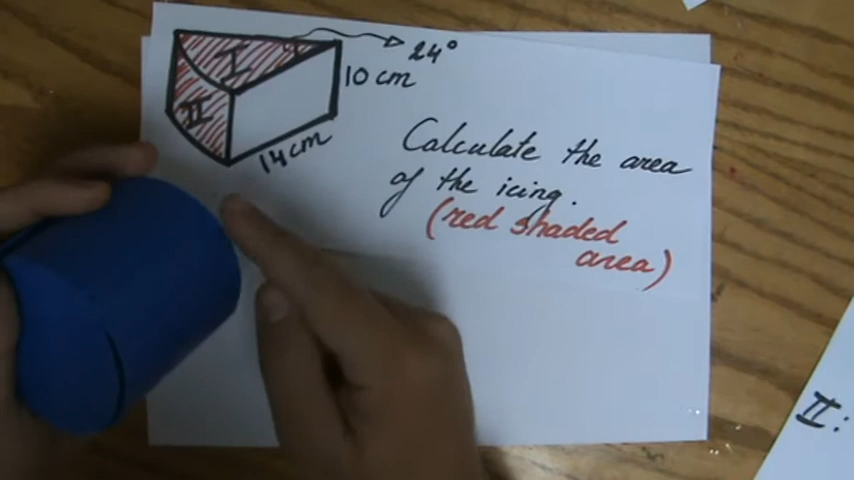 I
24°
10 cm
II
14 cm
Calculate the area
of the icing.
(red shaded
area)
II: